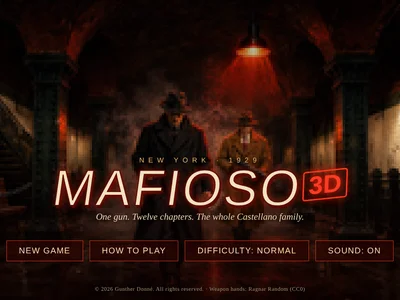 NEW YORK · 1929
MAFIOSO 3D
One gun. Twelve chapters. The whole Castellano family.
NEW GAME
HOW TO PLAY
DIFFICULTY: NORMAL
SOUND: ON
© 2026 Gunther Dzonzi. All rights reserved. · Weapon hands: Ragnar Random (CC0)